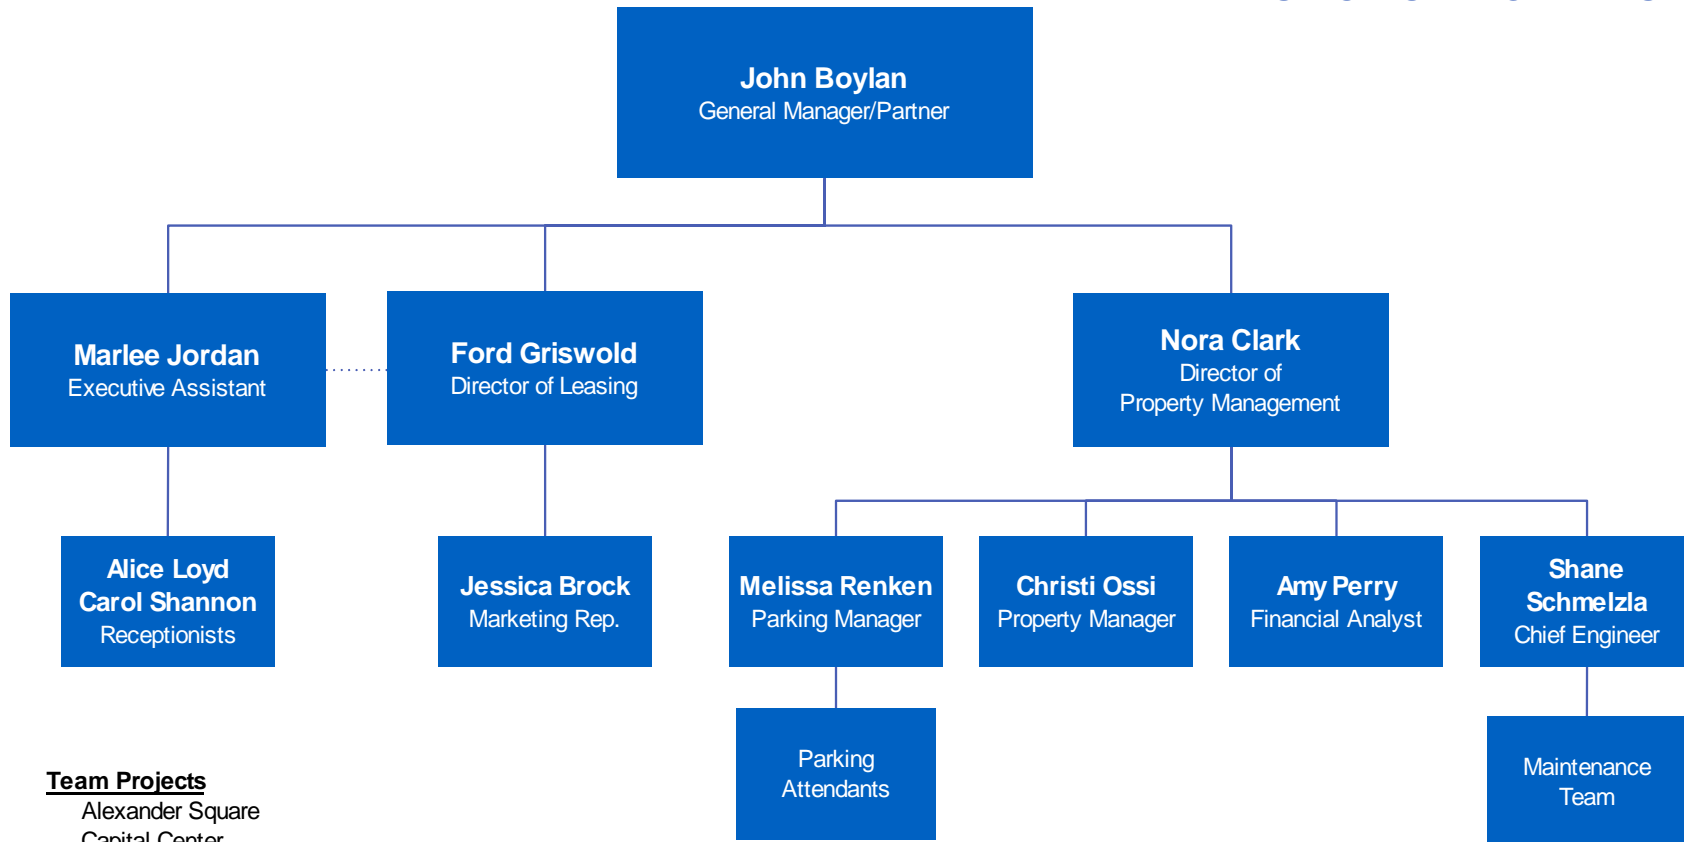 John Boylan
General Manager/Partner
Marlee Jordan
Executive Assistant
Ford Griswold
Director of Leasing
Nora Clark
Director of
Property Management
Alice Loyd
Carol Shannon
Receptionists
Jessica Brock
Marketing Rep.
Melissa Renken
Parking Manager
Christi Ossi
Property Manager
Amy Perry
Financial Analyst
Shane
Schmelzla
Chief Engineer
Parking
Attendants
Maintenance
Team
Team Projects
Alexander Square
Capital Center